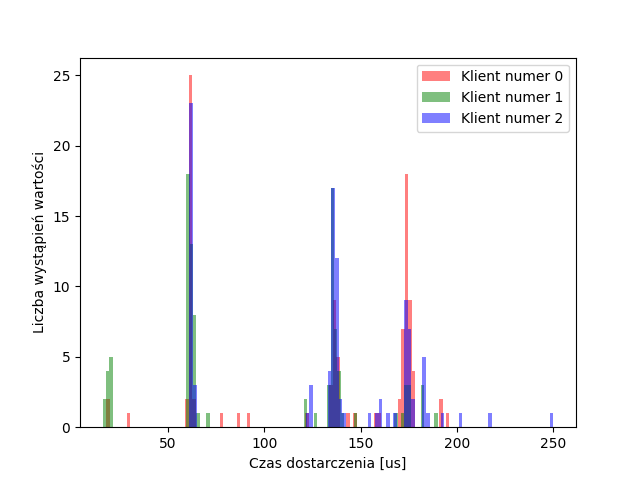 Klient numer 0
Klient numer 1
Klient numer 2
25
20
15
10
5
0
Liczba wystąpień wartości
50 100 150 200 250
Czas dostarczenia [us]